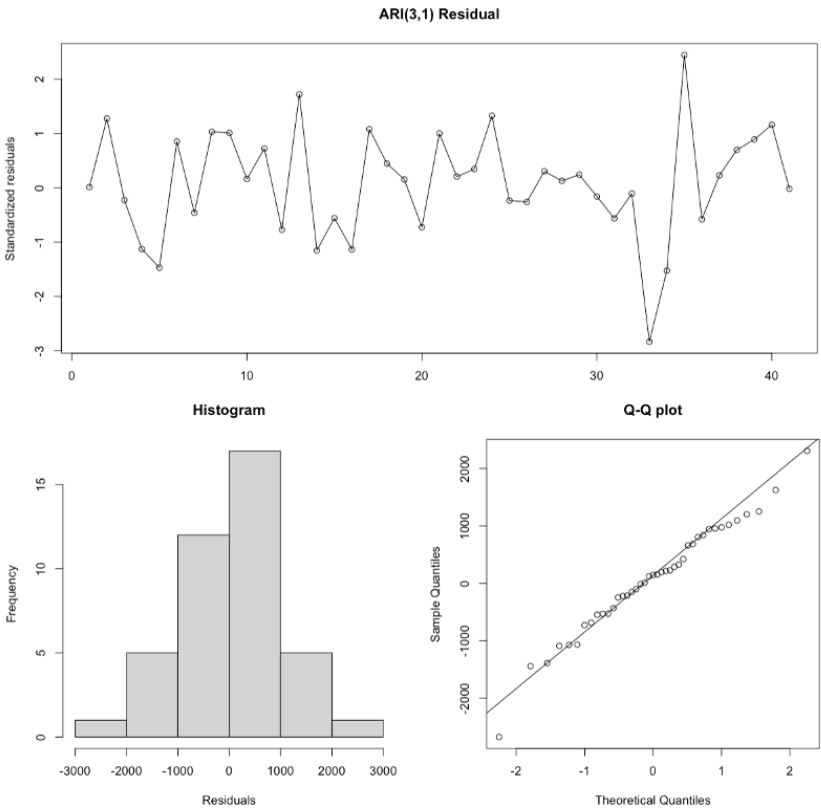 ARI(3,1) Residual
Standardized residuals
2
1
0
-1
-2
-3
0 10 20 30 40
Histogram
Frequency
15
10
5
0
-3000 -2000 -1000 0 1000 2000 3000
Residuals
Q-Q plot
Sample Quantiles
2000
1000
0
-1000
-2000
-2 -1 0 1 2
Theoretical Quantiles